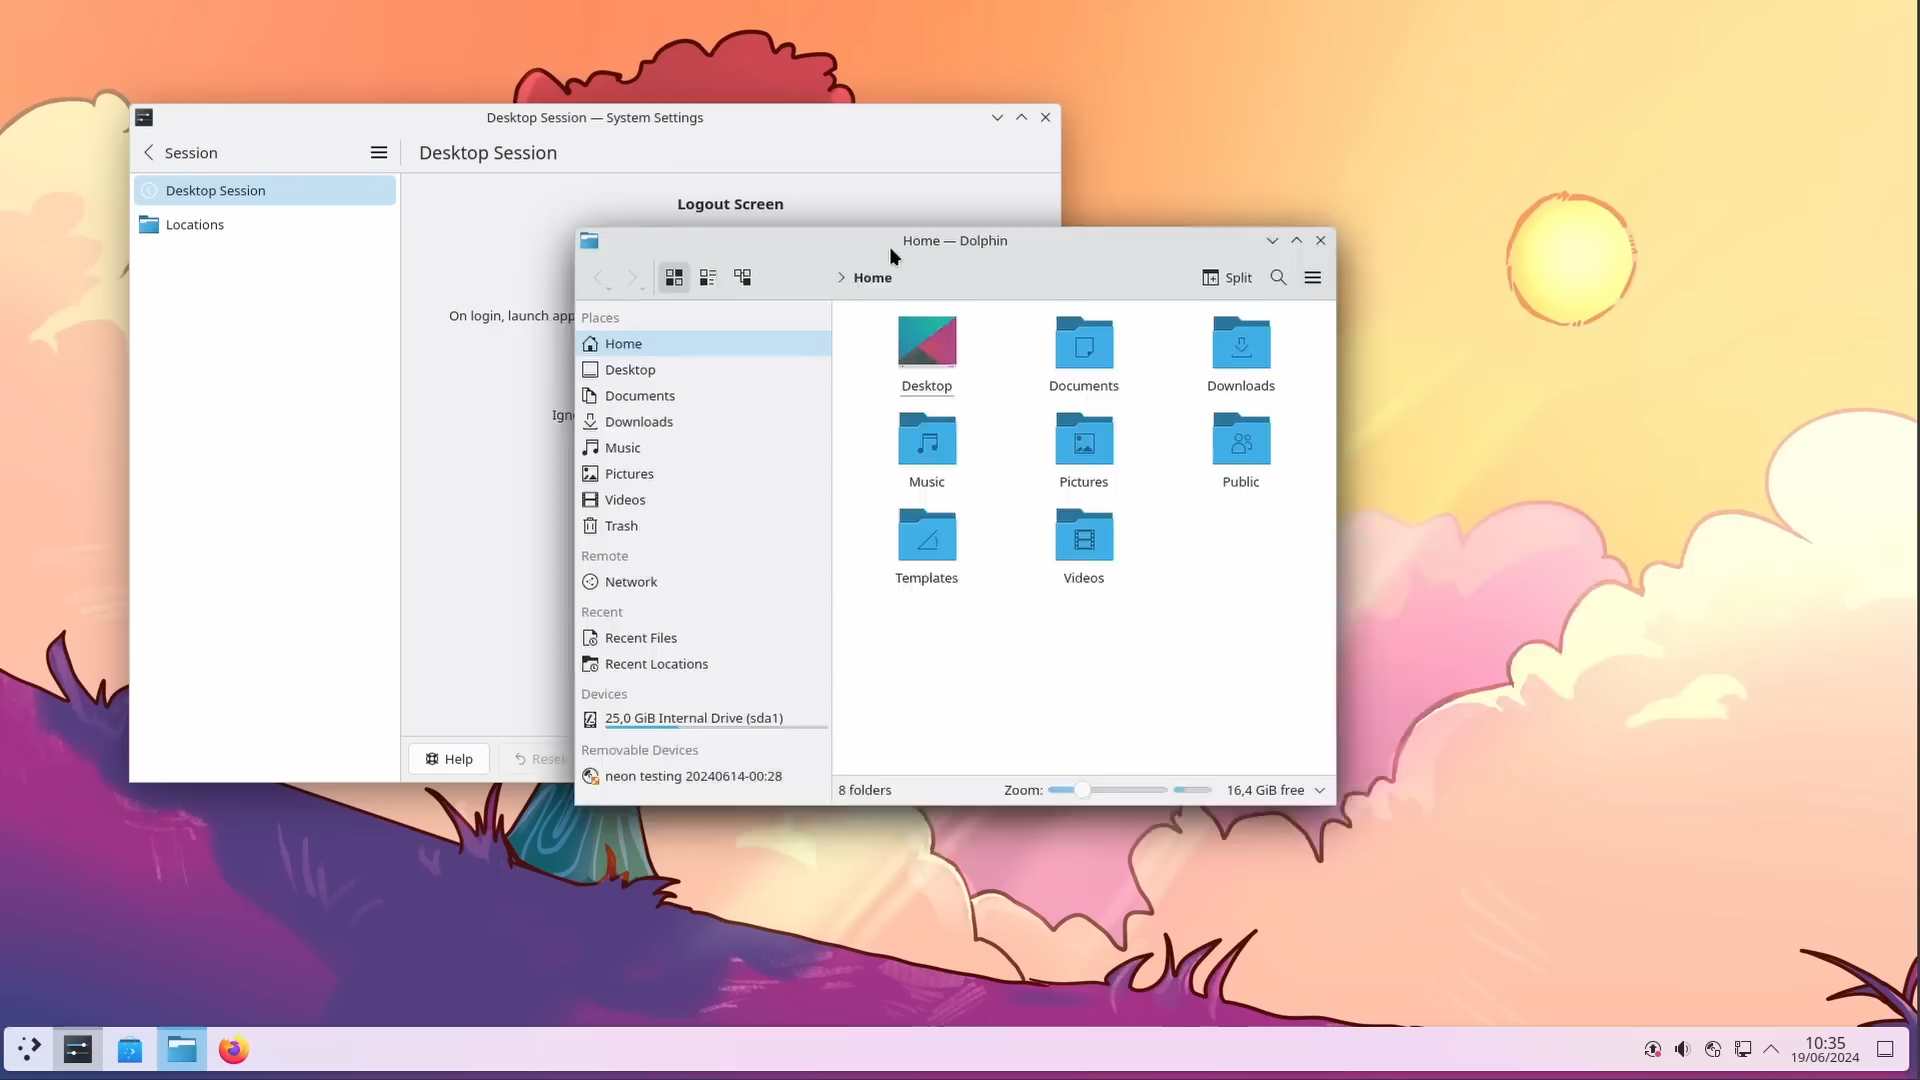 Desktop Session — System Settings
Session
Desktop Session
Desktop Session
Locations
Logout Screen
On login, launch app
Ign
Help
Rese
Home — Dolphin
Home
Split
Places
Home
Desktop
Documents
Downloads
Music
Pictures
Videos
Trash
Remote
Network
Recent
Recent Files
Recent Locations
Devices
25,0 GiB Internal Drive (sda1)
Removable Devices
neon testing 20240614-00:28
Desktop
Documents
Downloads
Music
Pictures
Public
Templates
Videos
8 folders
Zoom:
16,4 GiB free
10:35
19/06/2024